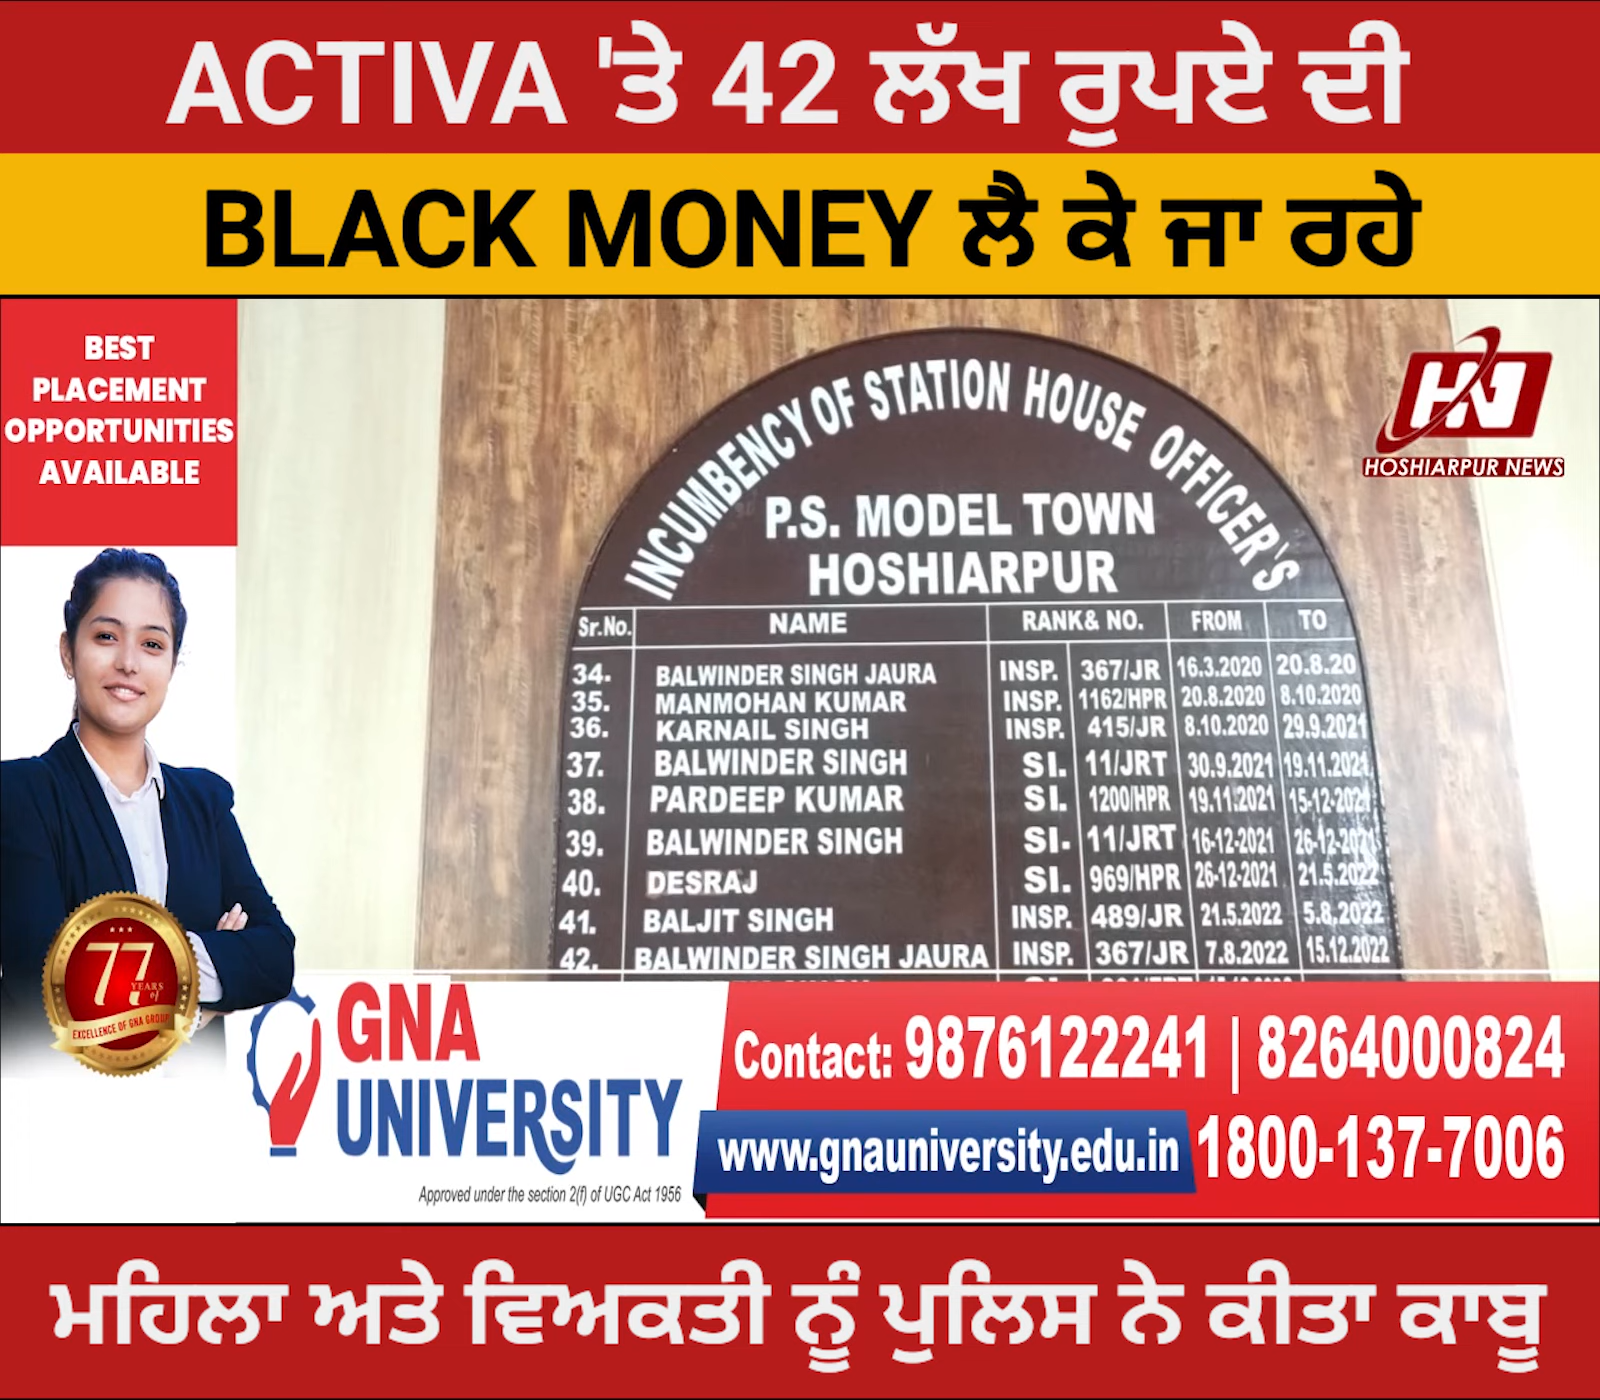 ACTIVA 'ਤੇ 42 ਲੱਖ ਰੁਪਏ ਦੀ
BLACK MONEY ਲੈ ਕੇ ਜਾ ਰਹੇ
BEST
PLACEMENT
OPPORTUNITIES
AVAILABLE
HN
HOSHIARPUR NEWS
INCUMBENCY OF STATION HOUSE OFFICER'S
P.S. MODEL TOWN
HOSHIARPUR
Sr.No. NAME RANK& NO. FROM TO
34. BALWINDER SINGH JAURA INSP. 367/JR 16.3.2020 20.8.20
35. MANMOHAN KUMAR INSP. 1162/HPR 20.8.2020 8.10.2020
36. KARNAIL SINGH INSP. 415/JR 8.10.2020 29.9.2021
37. BALWINDER SINGH SI. 11/JRT 30.9.2021 19.11.2021
38. PARDEEP KUMAR SI. 1200/HPR 19.11.2021 15-12-2021
39. BALWINDER SINGH SI- 11/JRT 16-12-2021 26-12-2021
40. DESRAJ SI. 969/HPR 26-12-2021 21.5.2022
41. BALJIT SINGH INSP. 489/JR 21.5.2022 5.8.2022
42. BALWINDER SINGH JAURA INSP. 367/JR 7.8.2022 15.12.2022
77
YEARS
of
EXCELLENCE OF GNA GROUP
GNA
UNIVERSITY
Approved under the section 2(f) of UGC Act 1956
Contact: 9876122241 | 8264000824
www.gnauniversity.edu.in 1800-137-7006
ਮਹਿਲਾ ਅਤੇ ਵਿਅਕਤੀ ਨੂੰ ਪੁਲਿਸ ਨੇ ਕੀਤਾ ਕਾਬੂ